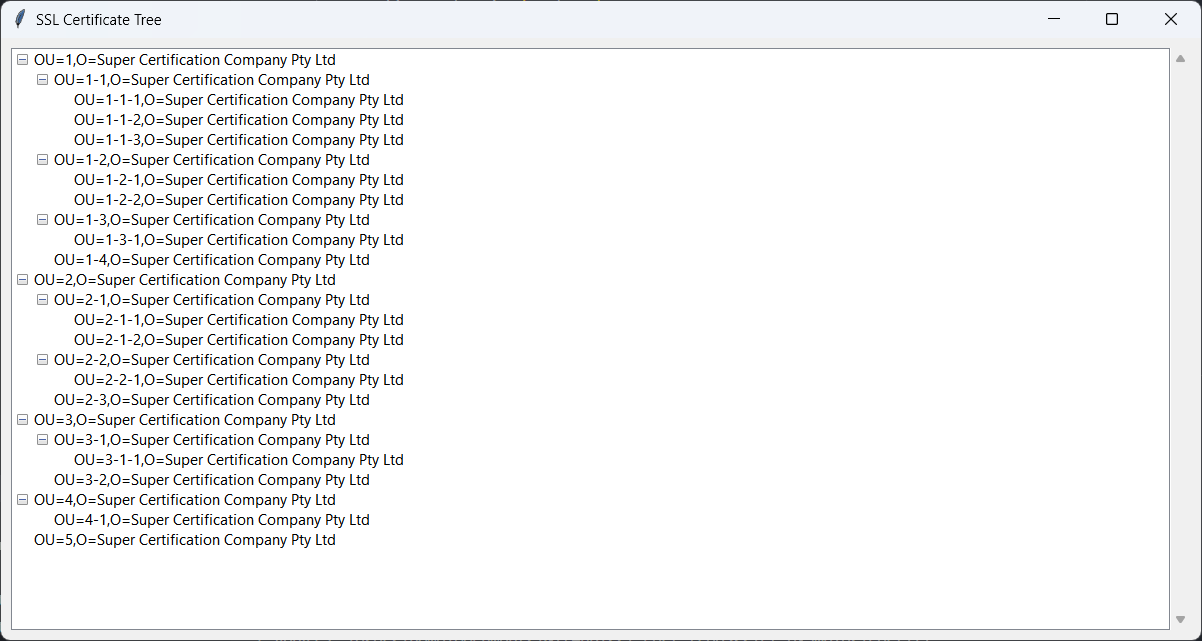 SSL Certificate Tree
OU=1,O=Super Certification Company Pty Ltd
OU=1-1,O=Super Certification Company Pty Ltd
OU=1-1-1,O=Super Certification Company Pty Ltd
OU=1-1-2,O=Super Certification Company Pty Ltd
OU=1-1-3,O=Super Certification Company Pty Ltd
OU=1-2,O=Super Certification Company Pty Ltd
OU=1-2-1,O=Super Certification Company Pty Ltd
OU=1-2-2,O=Super Certification Company Pty Ltd
OU=1-3,O=Super Certification Company Pty Ltd
OU=1-3-1,O=Super Certification Company Pty Ltd
OU=1-4,O=Super Certification Company Pty Ltd
OU=2,O=Super Certification Company Pty Ltd
OU=2-1,O=Super Certification Company Pty Ltd
OU=2-1-1,O=Super Certification Company Pty Ltd
OU=2-1-2,O=Super Certification Company Pty Ltd
OU=2-2,O=Super Certification Company Pty Ltd
OU=2-2-1,O=Super Certification Company Pty Ltd
OU=2-3,O=Super Certification Company Pty Ltd
OU=3,O=Super Certification Company Pty Ltd
OU=3-1,O=Super Certification Company Pty Ltd
OU=3-1-1,O=Super Certification Company Pty Ltd
OU=3-2,O=Super Certification Company Pty Ltd
OU=4,O=Super Certification Company Pty Ltd
OU=4-1,O=Super Certification Company Pty Ltd
OU=5,O=Super Certification Company Pty Ltd